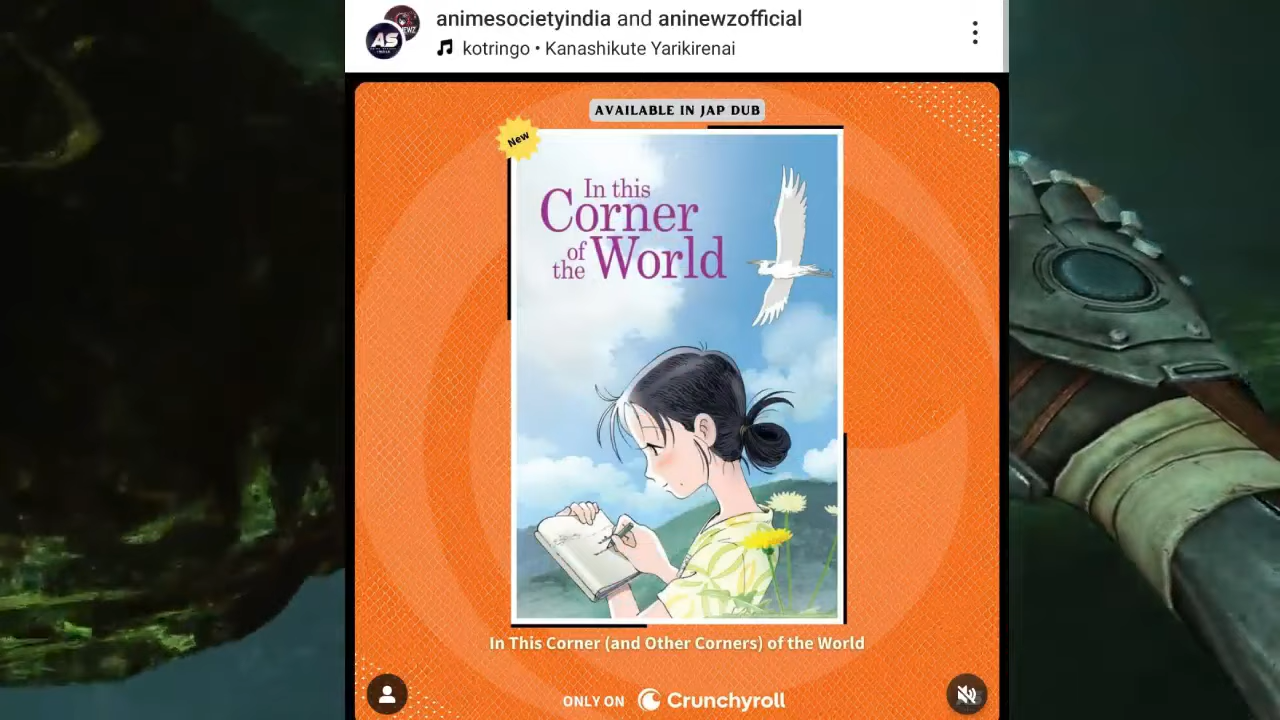 animesocietyindia and aninewzofficial
kotringo • Kanashikute Yarikirenai
AVAILABLE IN JAP DUB
New
In this
Corner
of
the World
In This Corner (and Other Corners) of the World
ONLY ON Crunchyroll
AS